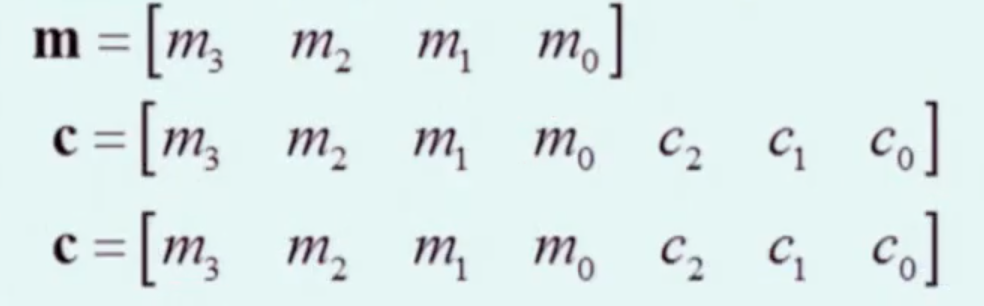 m = [m₃ m₂ m₁ m₀]
c = [m₃ m₂ m₁ m₀ c₂ c₁ c₀]
c = [m₃ m₂ m₁ m₀ c₂ c₁ c₀]